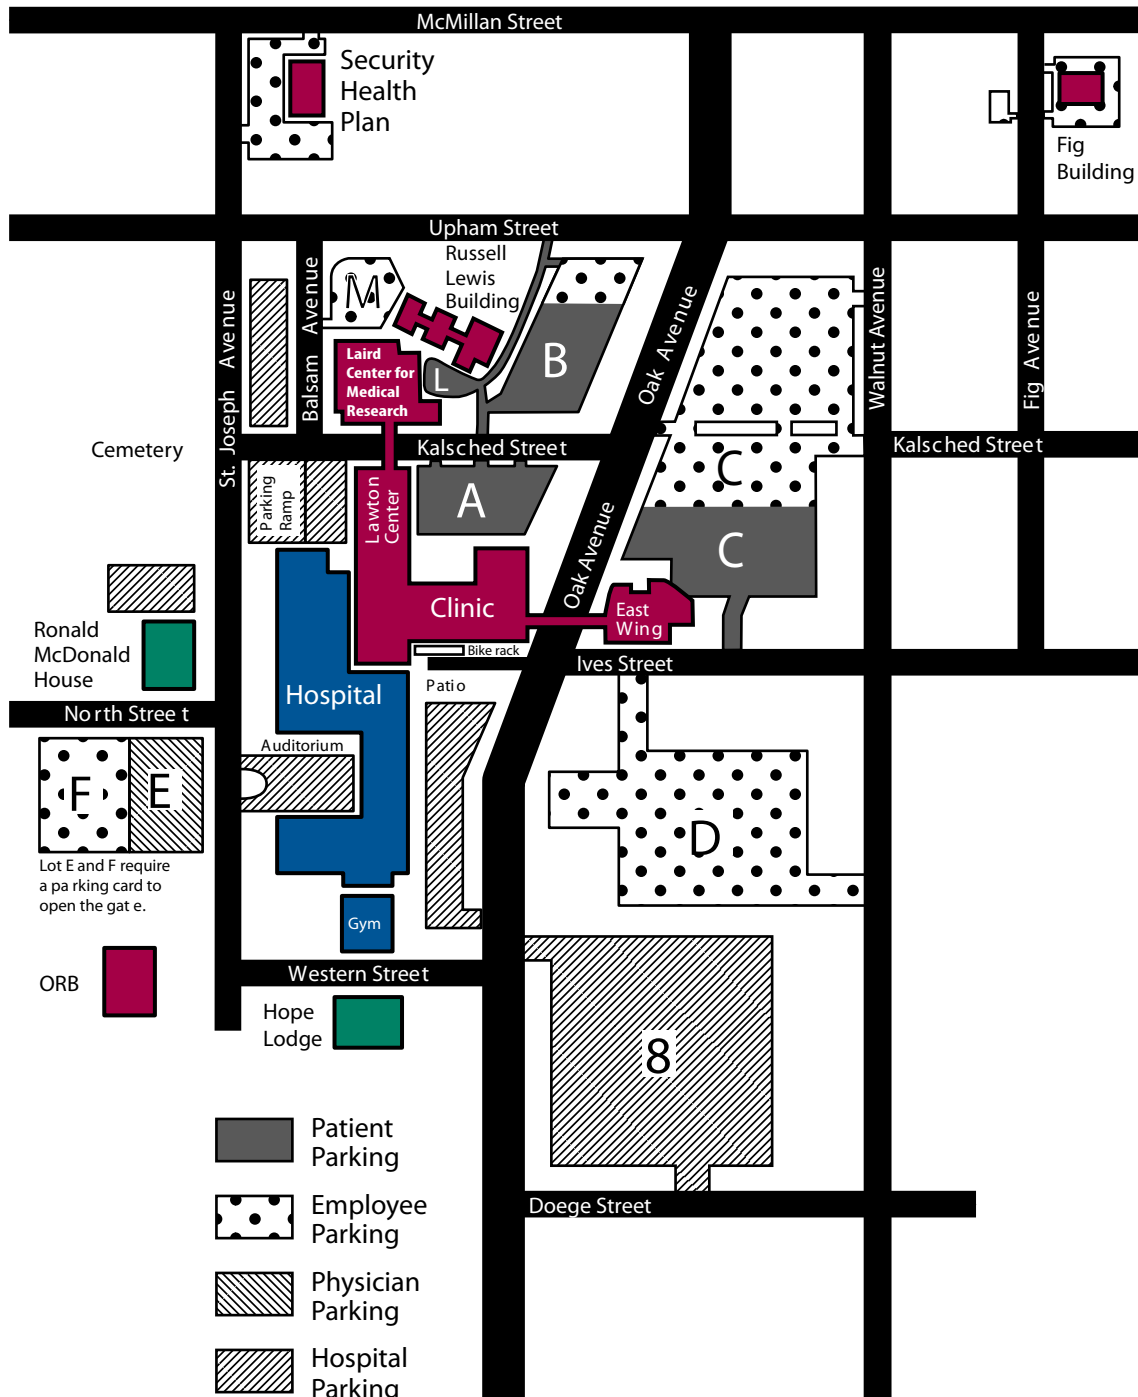 McMillan Street
Security
Health
Plan
Fig
Building
Upham Street
Russell
Lewis
Building
M
St. Joseph Avenue
Balsam Avenue
Oak Avenue
Walnut Avenue
Fig Avenue
Laird
Center for
Medical
Research
L
B
Cemetery
Kalsched Street
Kalsched Street
Parking
Ramp
Lawton
Center
A
C
C
Oak Avenue
Clinic
East
Wing
Ronald
McDonald
House
Bike rack
Ives Street
Hospital
Patio
North Stree t
Auditorium
F
E
D
Lot E and F require
a pa rking card to
open the gat e.
Gym
ORB
Western Street
Hope
Lodge
8
Patient
Parking
Doege Street
Employee
Parking
Physician
Parking
Hospital
Parking